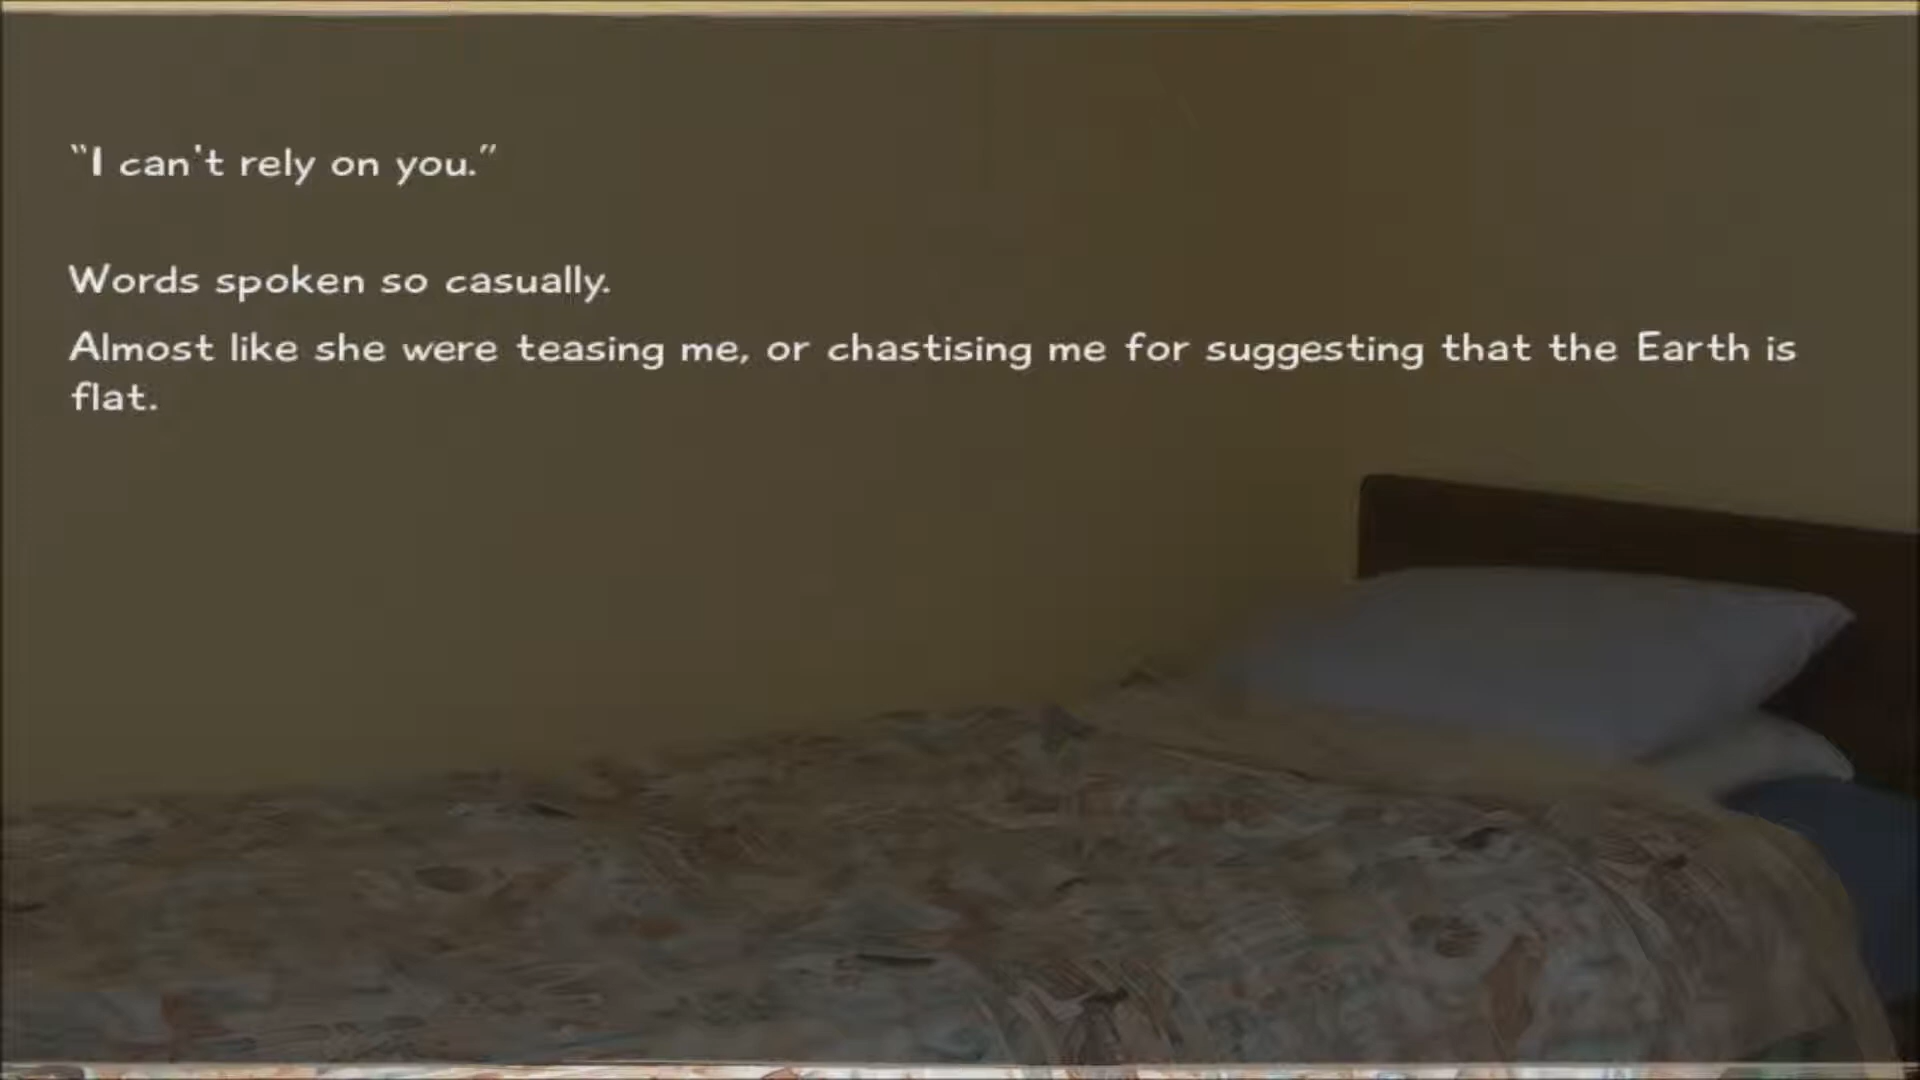 “I can't rely on you.”
Words spoken so casually.
Almost like she were teasing me, or chastising me for suggesting that the Earth is
flat.